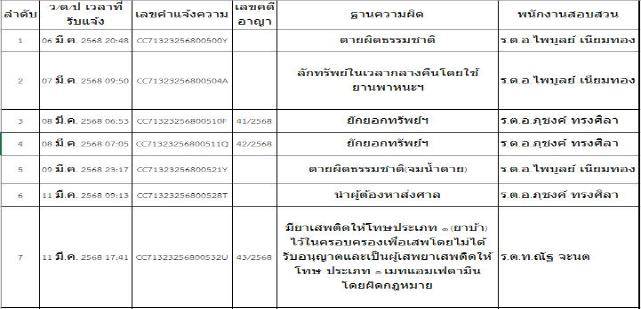 ลำดับ ว/ด/ป เวลาที่รับแจ้ง เลขคำแจ้งความ เลขคดีอาญา ฐานความผิด พนักงานสอบสวน
1 06 มี.ค. 2568 20:48 CC71323256800500Y ตายผิดธรรมชาติ ร.ต.อ ไพบูลย์ เนียมทอง
2 07 มี.ค. 2568 09:50 CC71323256800504A ลักทรัพย์ในเวลากลางคืนโดยใช้
ยานพาหนะฯ ร.ต.อ ไพบูลย์ เนียมทอง
3 08 มี.ค. 2568 06:53 CC71323256800510F 41/2568 ยักยอกทรัพย์ฯ ร.ต.อ.ภุชงค์ ทรงศิลา
4 08 มี.ค. 2568 07:05 CC71323256800511Q 42/2568 ยักยอกทรัพย์ฯ ร.ต.อ.ภุชงค์ ทรงศิลา
5 09 มี.ค. 2568 23:17 CC71323256800521Y ตายผิดธรรมชาติ(จมน้ำตาย) ร.ต.อ ไพบูลย์ เนียมทอง
6 11 มี.ค. 2568 09:13 CC71323256800528T นำผู้ต้องหาส่งศาล ร.ต.อ.ภุชงค์ ทรงศิลา
7 11 มี.ค. 2568 17:41 CC71323256800532U 43/2568 มียาเสพติดให้โทษประเภท ๑ (ยาบ้า)
ไว้ในครอบครองเพื่อเสพโดยไม่ได้
รับอนุญาตและเป็นผู้เสพยาเสพติดให้
โทษ ประเภท ๑ เมทแอมเฟตามีน
โดยผิดกฎหมาย ร.ต.ท.ณัฐ จะนต